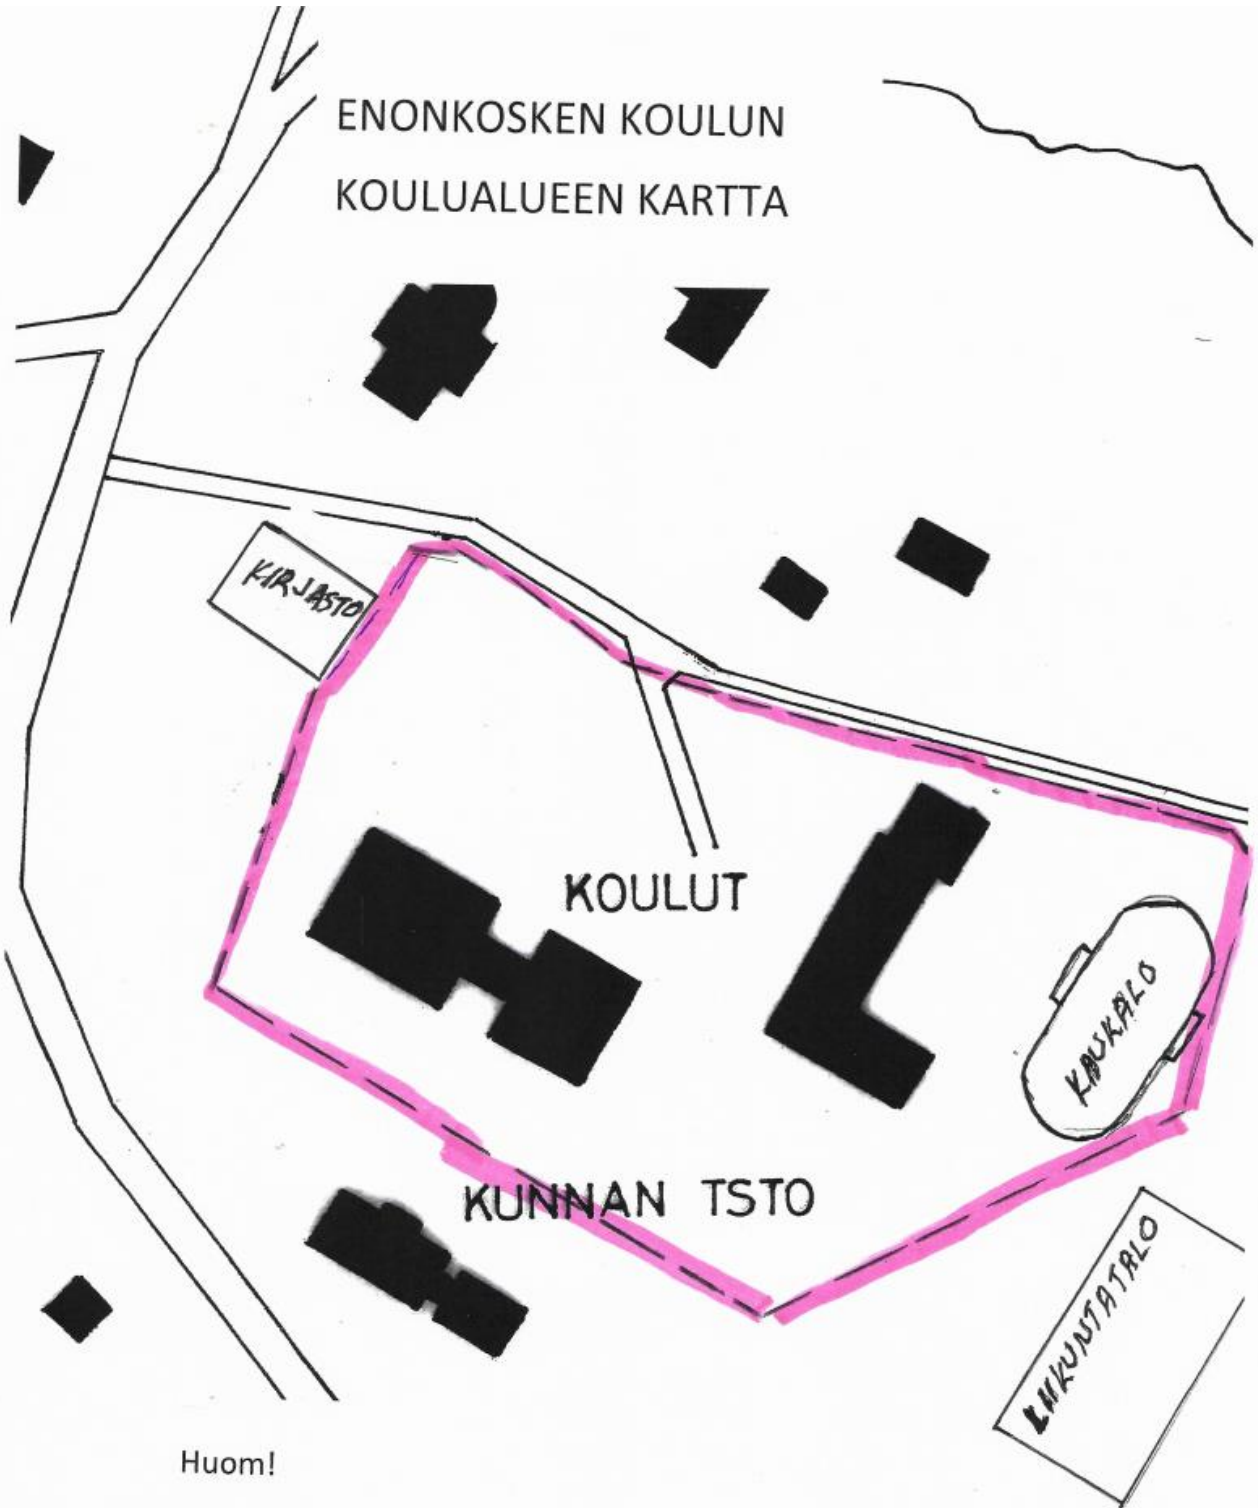 ENONKOSKEN KOULUN
KOULUALUEEN KARTTA
KIRJASTO
KOULUT
KAUKALO
KUNNAN TSTO
LIIKUNTATALO
Huom!